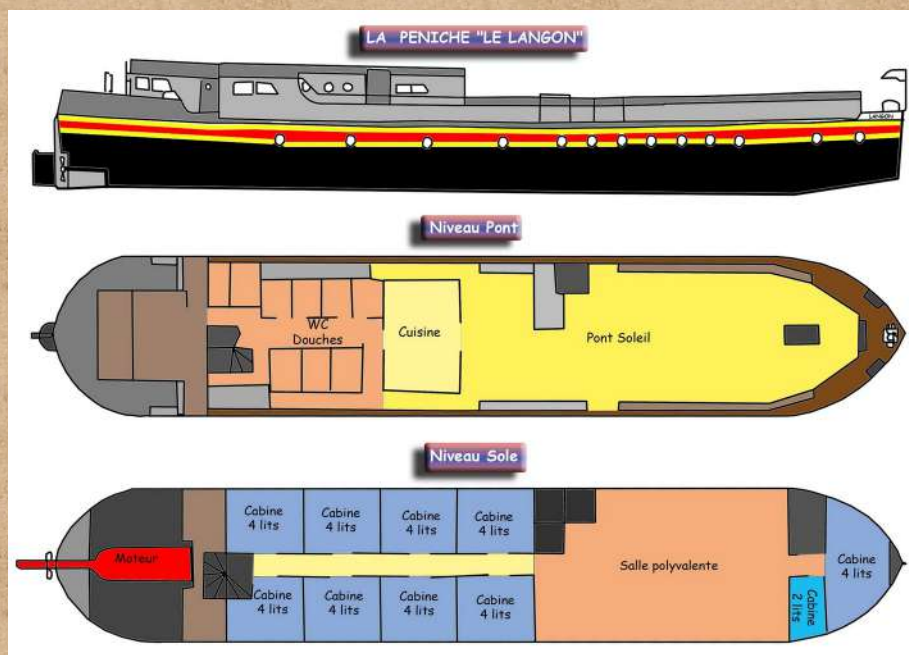 LA PENICHE "LE LANGON"
LANGON
Niveau Pont
WC
Douches
Cuisine
Pont Soleil
Niveau Sole
Cabine
4 lits
Cabine
4 lits
Cabine
4 lits
Cabine
4 lits
Moteur
Salle polyvalente
Cabine
4 lits
Cabine
2 lits
Cabine
4 lits
Cabine
4 lits
Cabine
4 lits
Cabine
4 lits